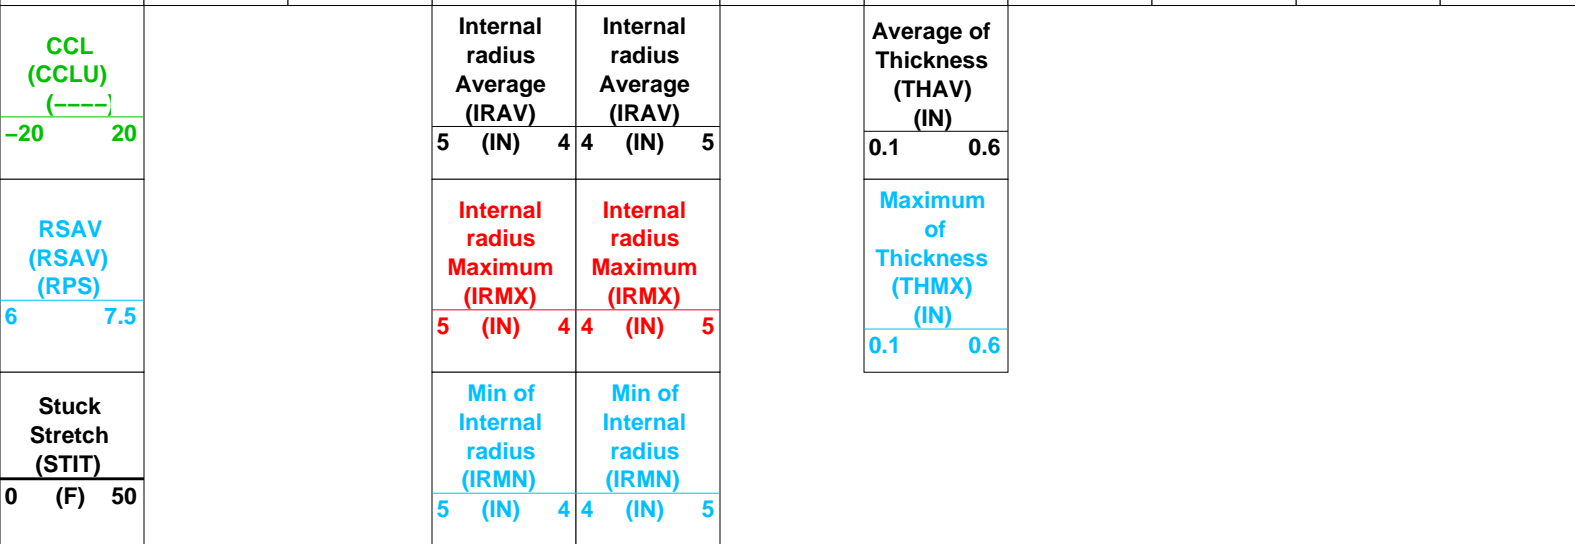 CCL
(CCLU)
(----)
-20 20
RSAV
(RSAV)
(RPS)
6 7.5
Stuck
Stretch
(STIT)
0 (F) 50
Internal
radius
Average
(IRAV)
5 (IN) 4
Internal
radius
Maximum
(IRMX)
5 (IN) 4
Min of
Internal
radius
(IRMN)
5 (IN) 4
Internal
radius
Average
(IRAV)
4 (IN) 5
Internal
radius
Maximum
(IRMX)
4 (IN) 5
Min of
Internal
radius
(IRMN)
4 (IN) 5
Average of
Thickness
(THAV)
(IN)
0.1 0.6
Maximum
of
Thickness
(THMX)
(IN)
0.1 0.6